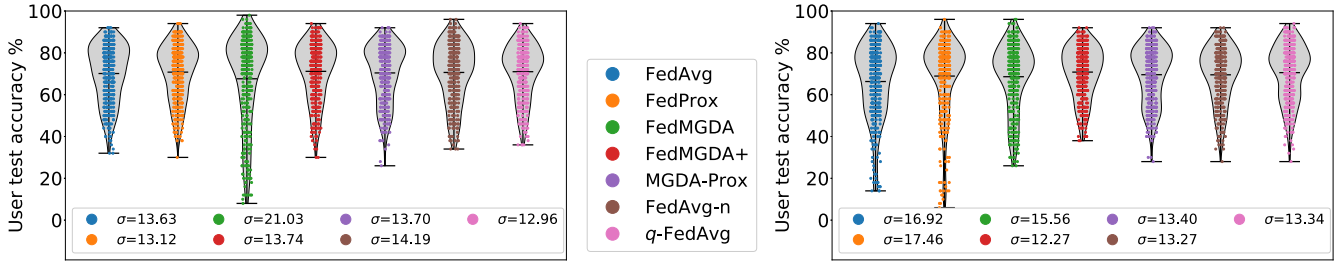 User test accuracy %
100
80
60
40
20
0
σ=13.63
σ=21.03
σ=13.70
σ=12.96
σ=13.12
σ=13.74
σ=14.19
FedAvg
FedProx
FedMGDA
FedMGDA+
MGDA-Prox
FedAvg-n
q-FedAvg
User test accuracy %
100
80
60
40
20
0
σ=16.92
σ=15.56
σ=13.40
σ=13.34
σ=17.46
σ=12.27
σ=13.27